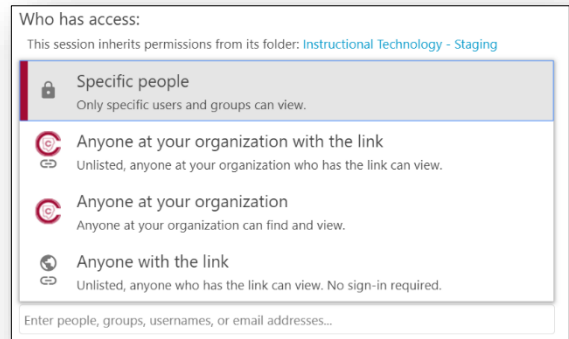 Who has access:
This session inherits permissions from its folder: Instructional Technology - Staging
Specific people
Only specific users and groups can view.
Anyone at your organization with the link
Unlisted, anyone at your organization who has the link can view.
Anyone at your organization
Anyone at your organization can find and view.
Anyone with the link
Unlisted, anyone who has the link can view. No sign-in required.
Enter people, groups, usernames, or email addresses...